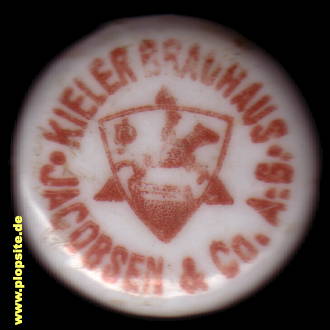 KIELER BRAUHAUS
JACOBSEN & Co. A:G:
www.plopsite.de